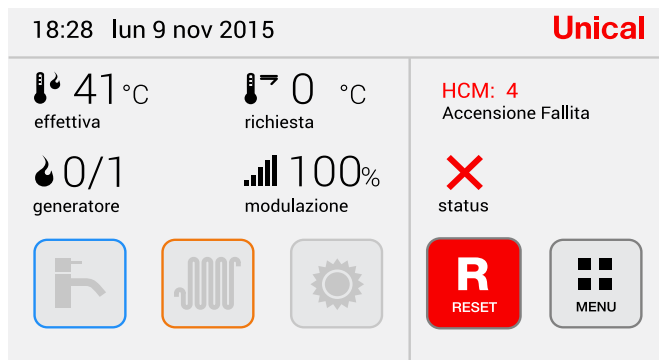 18:28 lun 9 nov 2015 Unical
41°C
effettiva
0 °C
richiesta
0/1
generatore
100%
modulazione
HCM: 4
Accensione Fallita
status
R
RESET
MENU